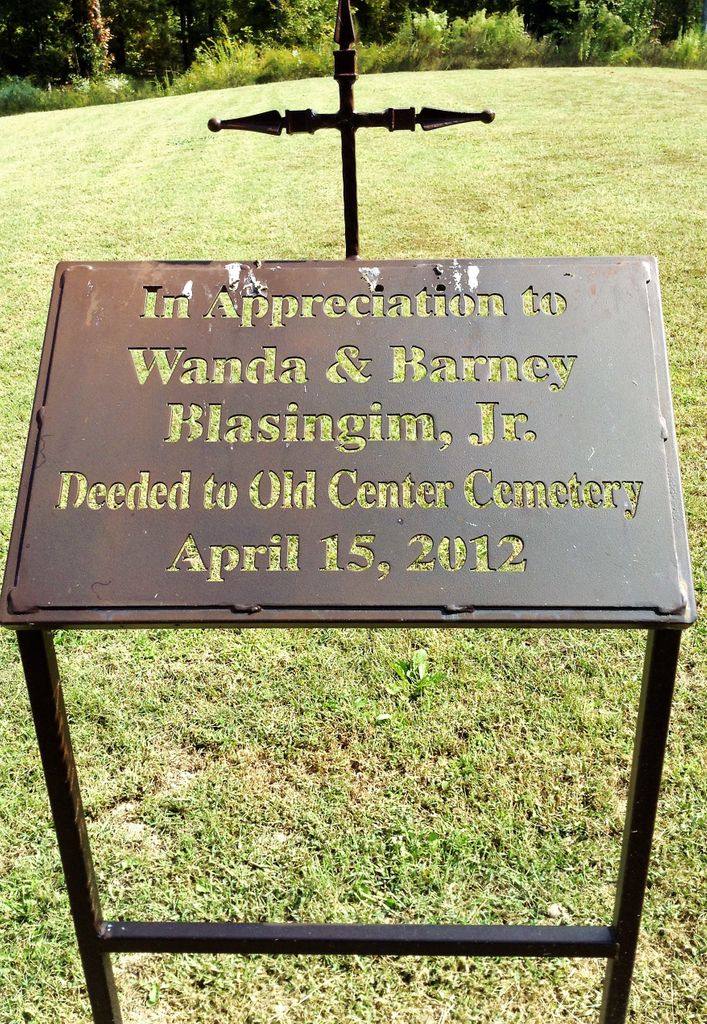 In Appreciation to
Wanda & Barney
Blasingim, Jr.
Deeded to Old Center Cemetery
April 15, 2012